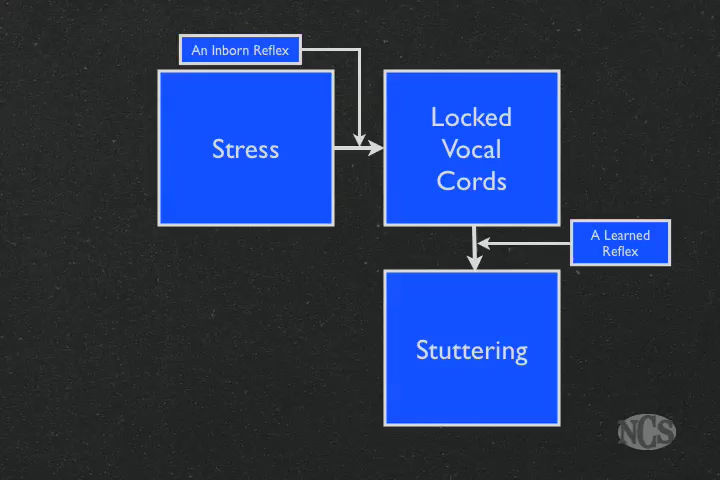 An Inborn Reflex
Stress
Locked
Vocal
Cords
A Learned
Reflex
Stuttering
NCS